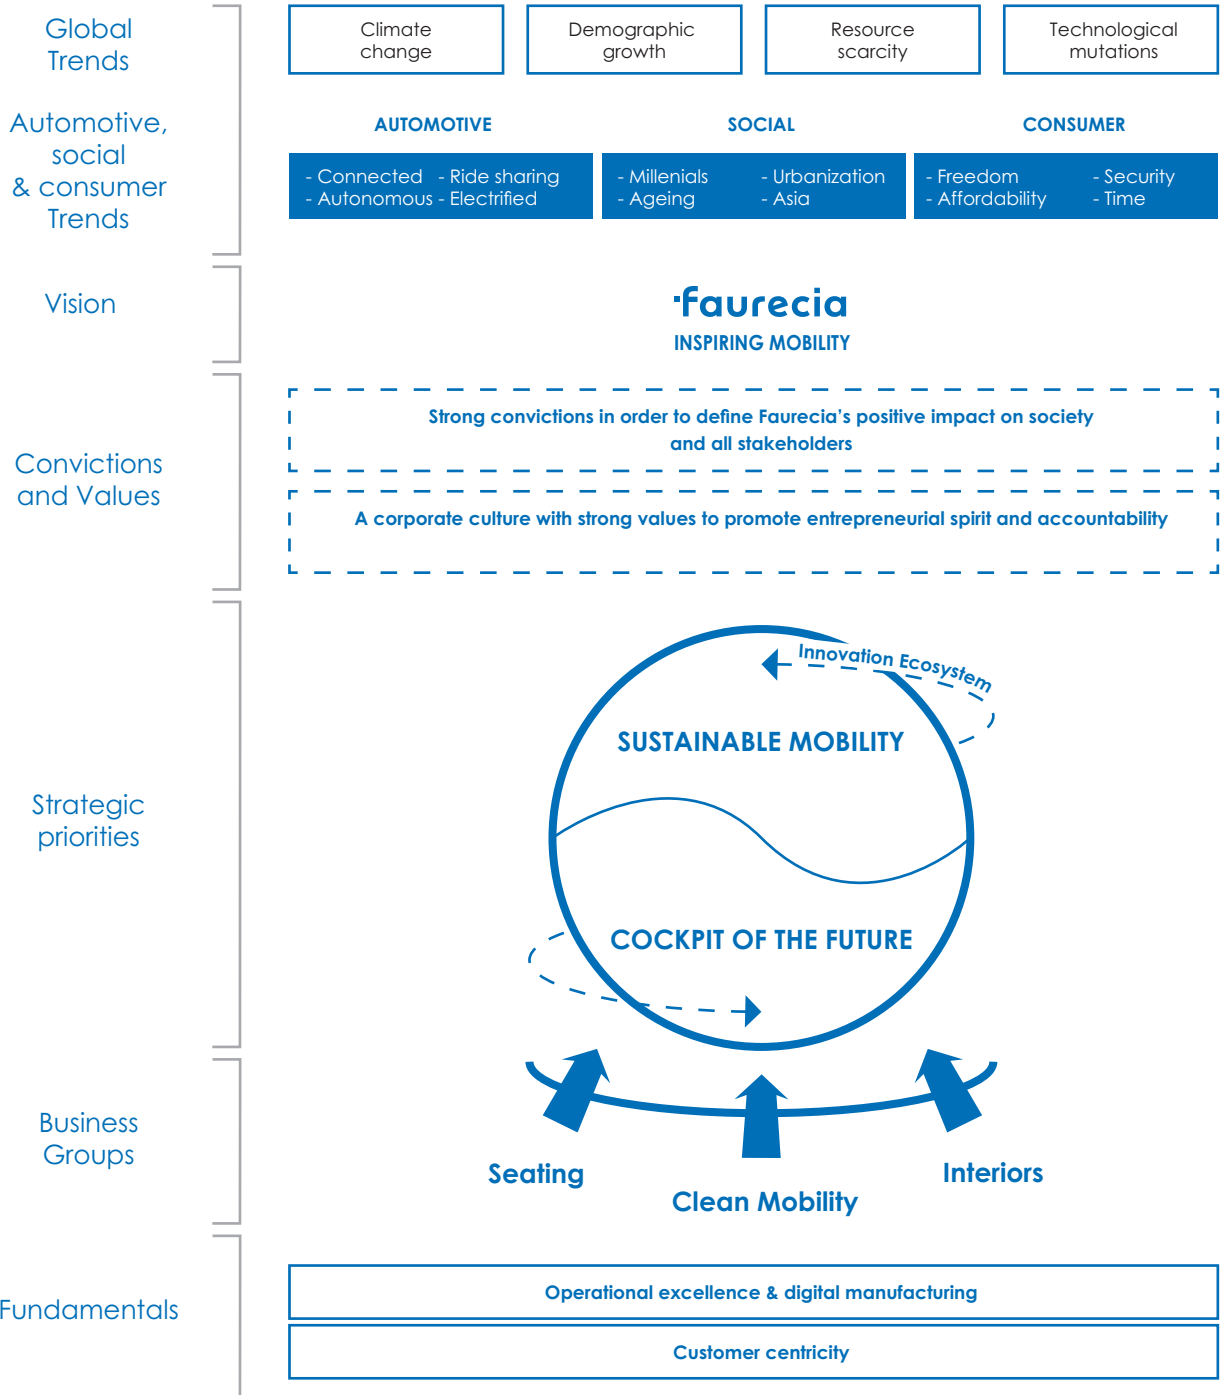 Global
Trends
Climate
change
Demographic
growth
Resource
scarcity
Technological
mutations
Automotive,
social
& consumer
Trends
AUTOMOTIVE
SOCIAL
CONSUMER
- Connected - Ride sharing
- Autonomous - Electrified
- Millenials - Urbanization
- Ageing - Asia
- Freedom - Security
- Affordability - Time
Vision
faurecia
INSPIRING MOBILITY
Convictions
and Values
Strong convictions in order to define Faurecia's positive impact on society
and all stakeholders
A corporate culture with strong values to promote entrepreneurial spirit and accountability
Strategic
priorities
Innovation Ecosystem
SUSTAINABLE MOBILITY
COCKPIT OF THE FUTURE
Business
Groups
Seating
Clean Mobility
Interiors
Fundamentals
Operational excellence & digital manufacturing
Customer centricity